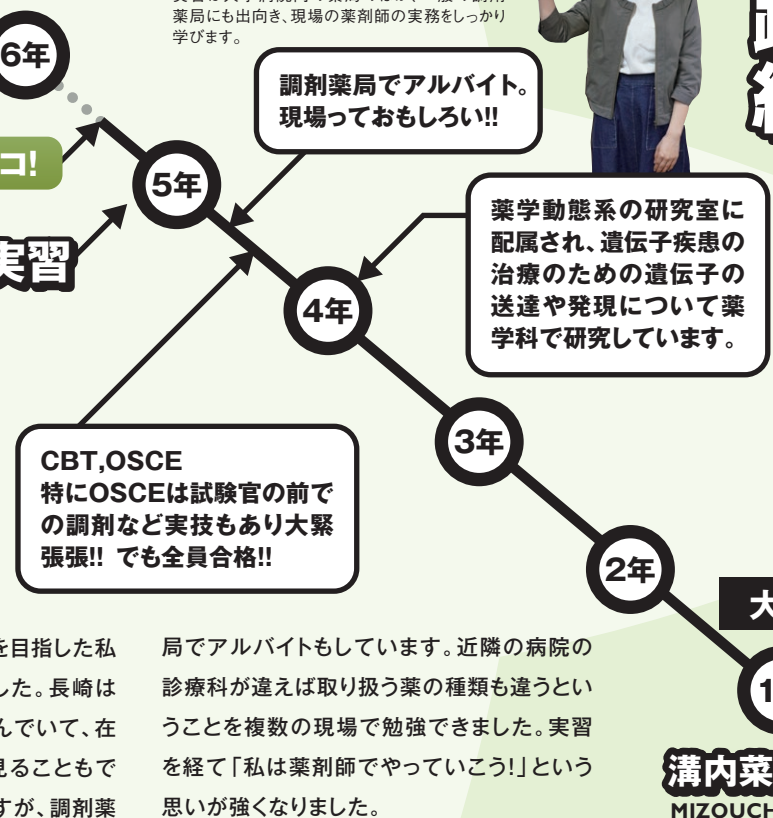 薬局にも出向き、現場の薬剤師の実務をしっかり
学びます。
6年
調剤薬局でアルバイト。
現場っておもしろい!!
コ!
5年
実習
薬学動態系の研究室に
配属され、遺伝子疾患の
治療のための遺伝子の
送達や発現について薬
学科で研究しています。
4年
3年
CBT,OSCE
特にOSCEは試験官の前で
の調剤など実技もあり大緊
張張!! でも全員合格!!
2年
大
1
を目指した私
した。長崎は
んでいて、在
見ることもで
すが、調剤薬
局でアルバイトもしています。近隣の病院の
診療科が違えば取り扱う薬の種類も違うとい
うことを複数の現場で勉強できました。実習
を経て「私は薬剤師でやっていこう!」という
思いが強くなりました。
溝内菜
MIZOUCH